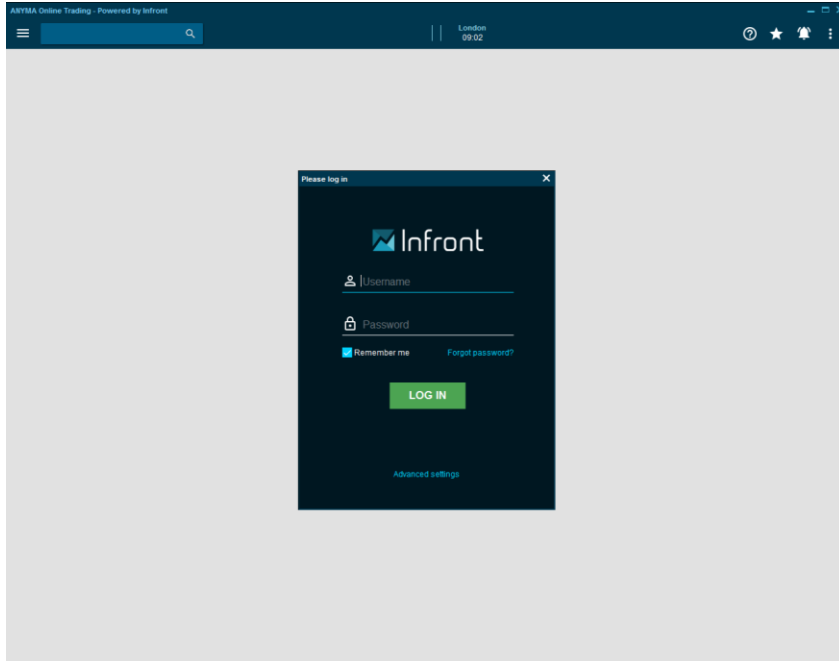 ANYMA Online Trading - Powered by Infront
London
09:02
Please log in
Infront
Username
Password
Remember me
Forgot password?
LOG IN
Advanced settings